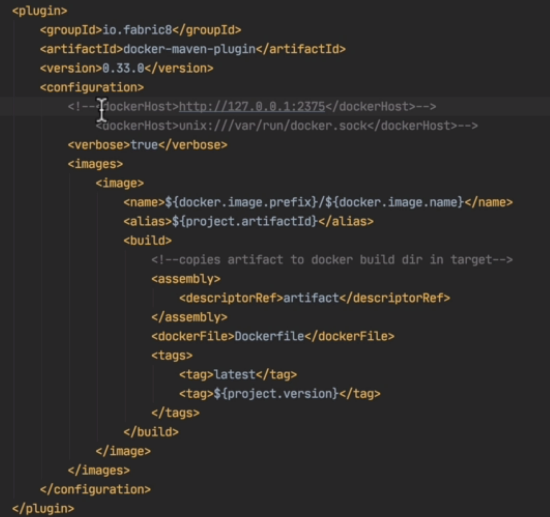 <plugin>
<groupId>io.fabric8</groupId>
<artifactId>docker-maven-plugin</artifactId>
<version>0.33.0</version>
<configuration>
<!--<dockerHost>http://127.0.0.1:2375</dockerHost>-->
<dockerHost>unix:///var/run/docker.sock</dockerHost>-->
<verbose>true</verbose>
<images>
<image>
<name>${docker.image.prefix}/${docker.image.name}</name>
<alias>${project.artifactId}</alias>
<build>
<!--copies artifact to docker build dir in target-->
<assembly>
<descriptorRef>artifact</descriptorRef>
</assembly>
<dockerFile>Dockerfile</dockerFile>
<tags>
<tag>latest</tag>
<tag>${project.version}</tag>
</tags>
</build>
</image>
</images>
</configuration>
</plugin>